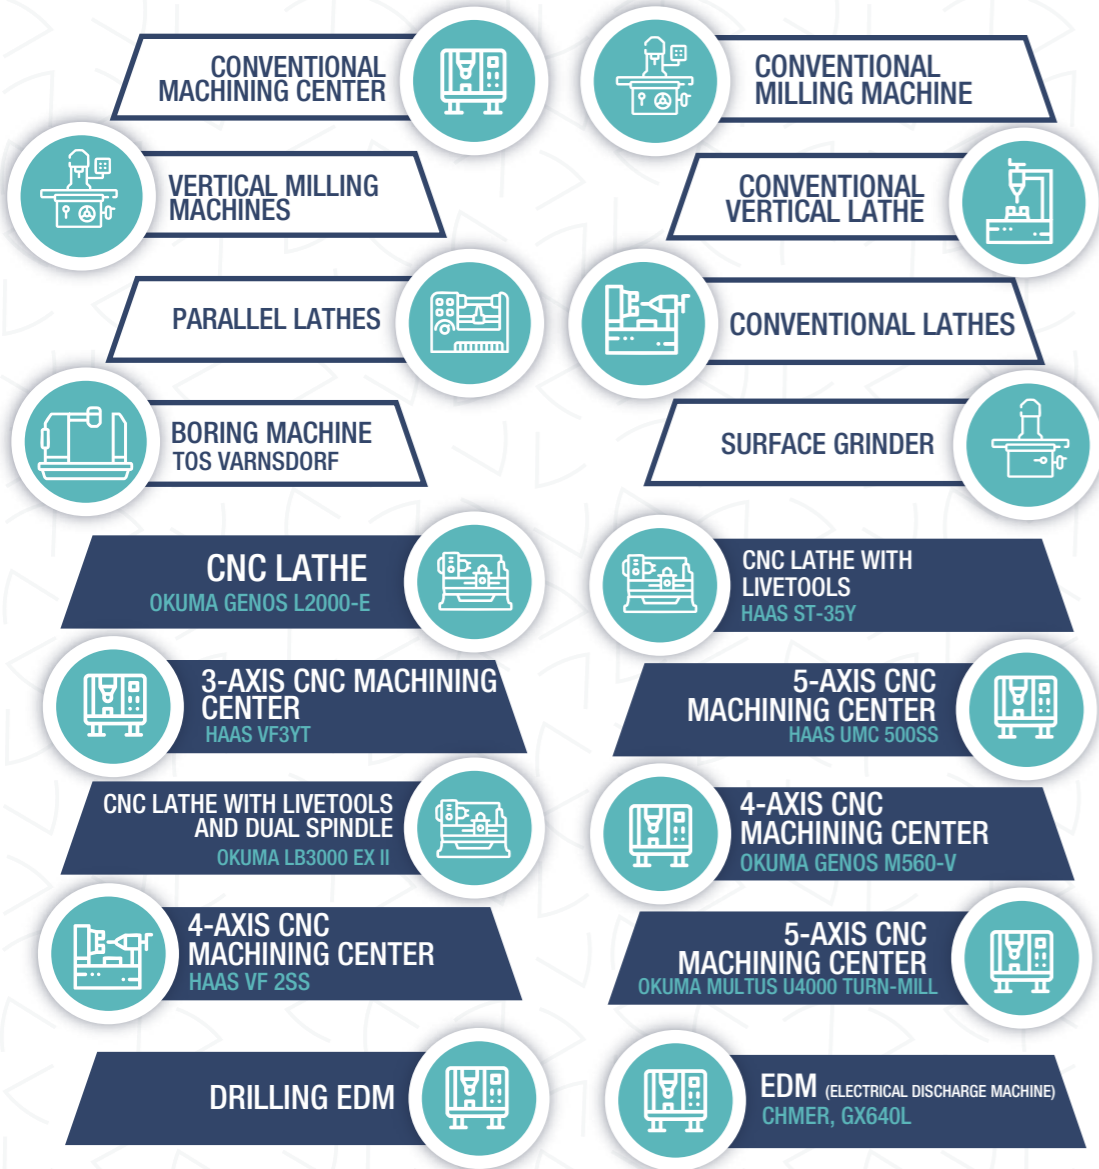 CONVENTIONAL
MACHINING CENTER
CONVENTIONAL
MILLING MACHINE
VERTICAL MILLING
MACHINES
CONVENTIONAL
VERTICAL LATHE
PARALLEL LATHES
CONVENTIONAL LATHES
BORING MACHINE
TOS VARNSDORF
SURFACE GRINDER
CNC LATHE
OKUMA GENOS L2000-E
CNC LATHE WITH
LIVETOOLS
HAAS ST-35Y
3-AXIS CNC MACHINING
CENTER
HAAS VF3YT
5-AXIS CNC
MACHINING CENTER
HAAS UMC 500SS
CNC LATHE WITH LIVETOOLS
AND DUAL SPINDLE
OKUMA LB3000 EX II
4-AXIS CNC
MACHINING CENTER
OKUMA GENOS M560-V
4-AXIS CNC
MACHINING CENTER
HAAS VF 2SS
5-AXIS CNC
MACHINING CENTER
OKUMA MULTUS U4000 TURN-MILL
DRILLING EDM
EDM (ELECTRICAL DISCHARGE MACHINE)
CHMER, GX640L